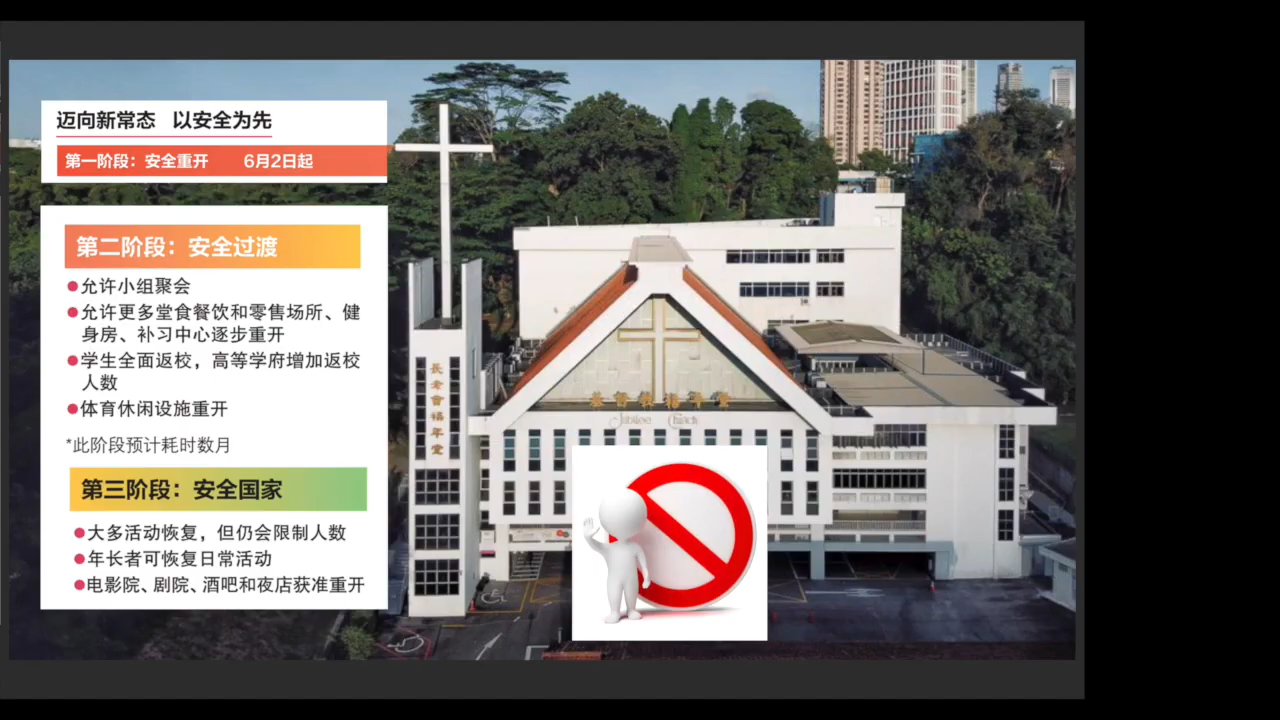 迈向新常态 以安全为先
第一阶段：安全重开 6月2日起
第二阶段：安全过渡
●允许小组聚会
●允许更多堂食餐饮和零售场所、健
身房、补习中心逐步重开
●学生全面返校，高等学府增加返校
人数
●体育休闲设施重开
*此阶段预计耗时数月
第三阶段：安全国家
●大多活动恢复，但仍会限制人数
●年长者可恢复日常活动
●电影院、剧院、酒吧和夜店获准重开
長老會福年堂
基督教福年堂
Jubilee Church